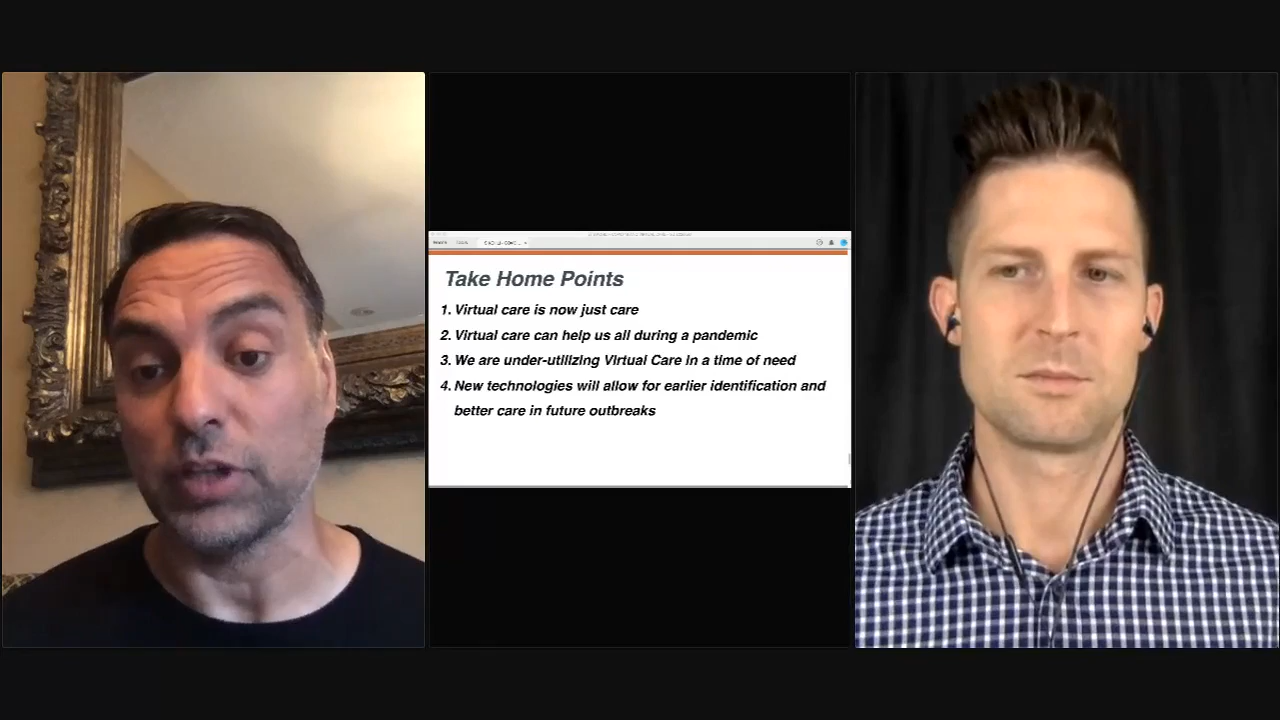 Take Home Points
1. Virtual care is now just care
2. Virtual care can help us all during a pandemic
3. We are under-utilizing Virtual Care in a time of need
4. New technologies will allow for earlier identification and
better care in future outbreaks